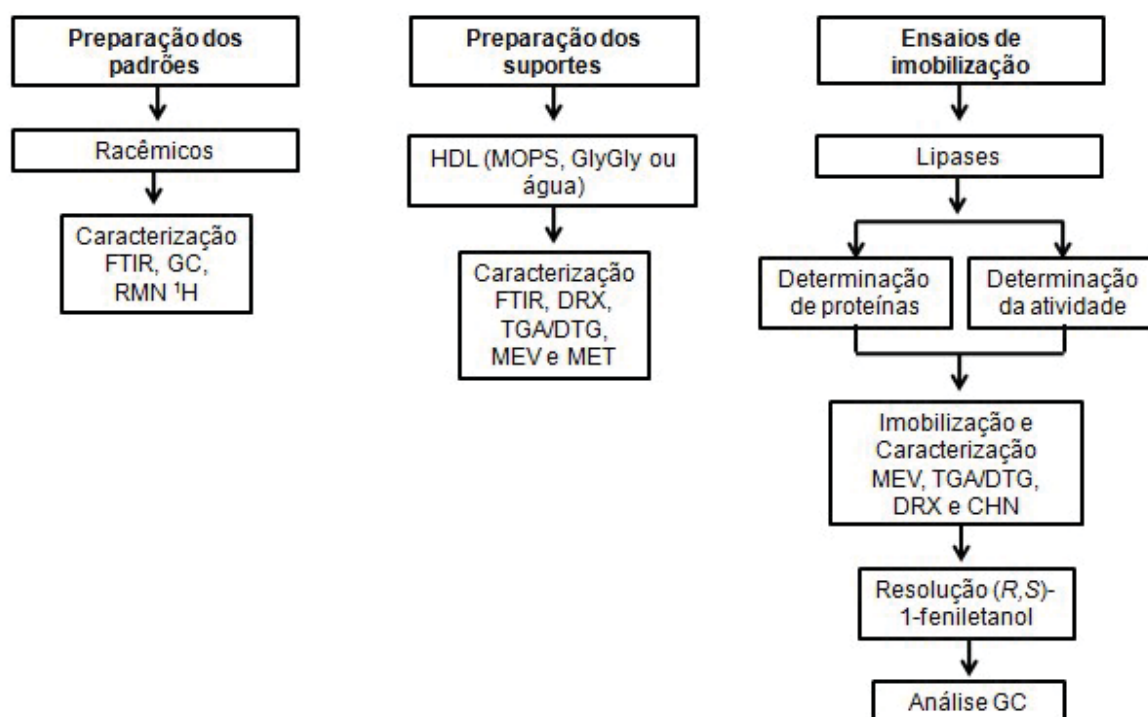 Preparação dos
padrões
Racêmicos
Caracterização
FTIR, GC,
RMN ¹H
Preparação dos
suportes
HDL (MOPS, GlyGly ou
água)
Caracterização
FTIR, DRX,
TGA/DTG,
MEV e MET
Ensaios de
imobilização
Lipases
Determinação
de proteínas
Determinação
da atividade
Imobilização e
Caracterização
MEV, TGA/DTG,
DRX e CHN
Resolução (R,S)-
1-feniletanol
Análise GC